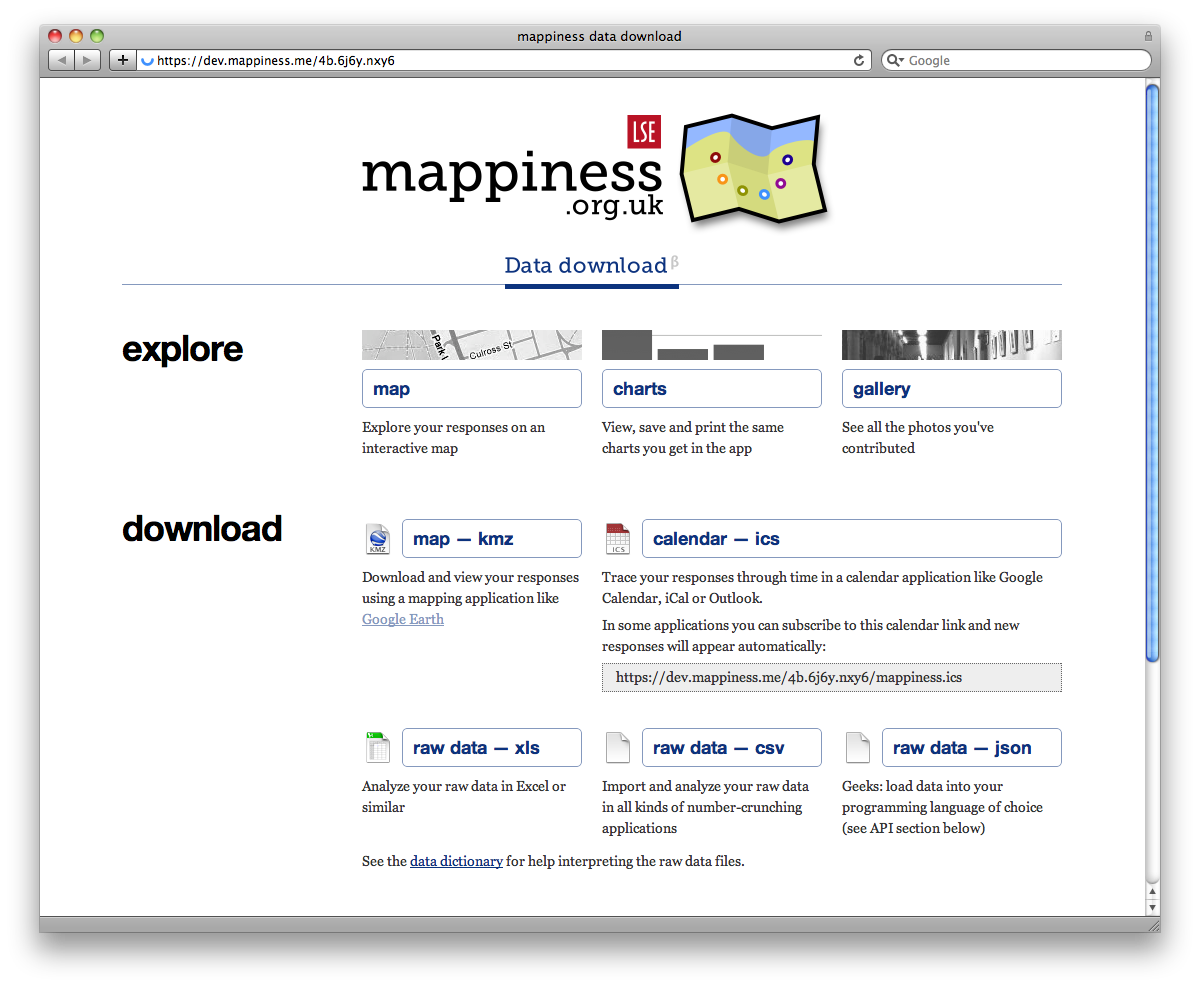 mappiness data download
https://dev.mappiness.me/4b.6j6y.nxy6
Google
LSE
mappiness
.org.uk
Data download β
explore
Park L
Culross St
map
charts
gallery
Explore your responses on an
interactive map
View, save and print the same
charts you get in the app
See all the photos you've
contributed
download
KMZ
map — kmz
ICS
calendar — ics
Download and view your responses
using a mapping application like
Google Earth
Trace your responses through time in a calendar application like Google
Calendar, iCal or Outlook.
In some applications you can subscribe to this calendar link and new
responses will appear automatically:
https://dev.mappiness.me/4b.6j6y.nxy6/mappiness.ics
raw data — xls
raw data — csv
raw data — json
Analyze your raw data in Excel or
similar
Import and analyze your raw data
in all kinds of number-crunching
applications
Geeks: load data into your
programming language of choice
(see API section below)
See the data dictionary for help interpreting the raw data files.